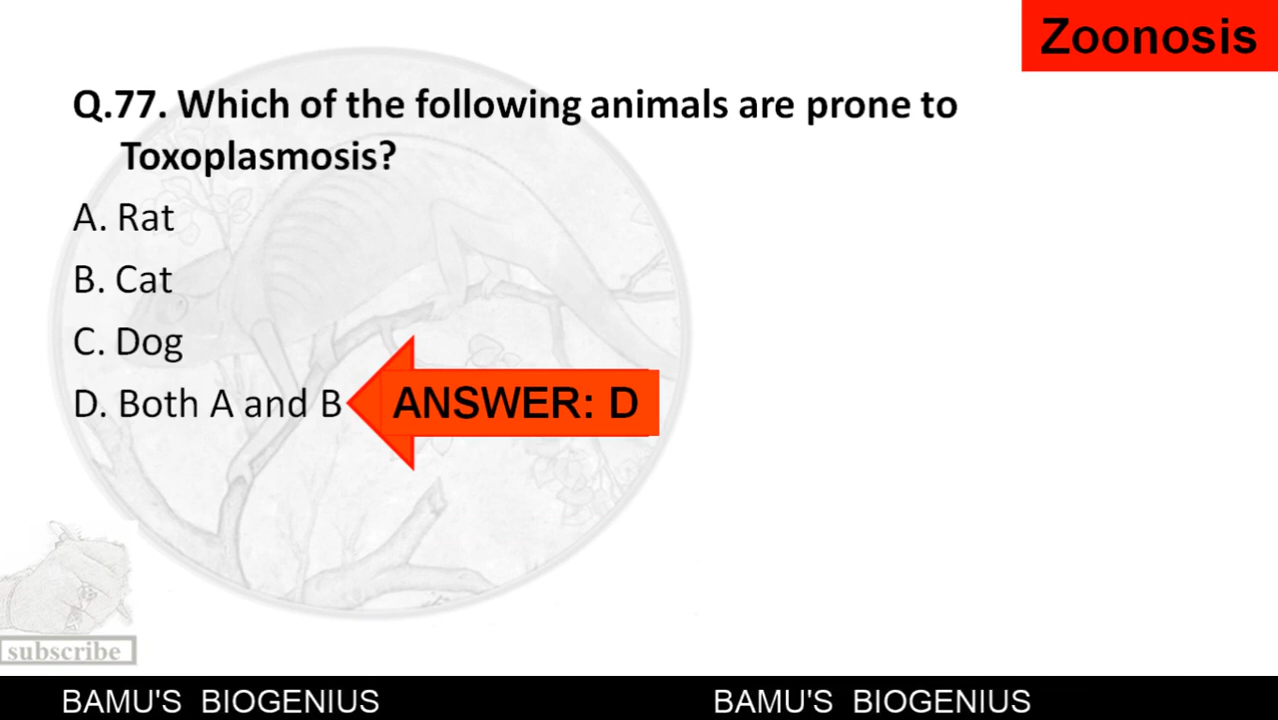 Zoonosis
Q.77. Which of the following animals are prone to
Toxoplasmosis?
A. Rat
B. Cat
C. Dog
D. Both A and B
ANSWER: D
subscribe
BAMU'S BIOGENIUS
BAMU'S BIOGENIUS